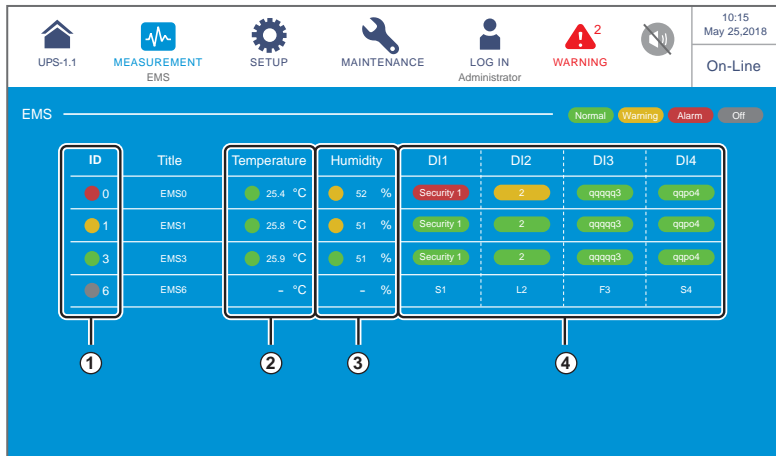 2
10:15
May 25,2018
UPS-1.1 MEASUREMENT SETUP MAINTENANCE LOG IN WARNING
On-Line
EMS Administrator
EMS Normal Warning Alarm Off
ID Title Temperature Humidity DI1 DI2 DI3 DI4
0 EMS0 25.4 °C 52 % Security 1 2 qqqqq3 qqpo4
1 EMS1 25.8 °C 51 % Security 1 2 qqqqq3 qqpo4
3 EMS3 25.9 °C 51 % Security 1 2 qqqqq3 qqpo4
6 EMS6 – °C – % S1 L2 F3 S4
1 2 3 4